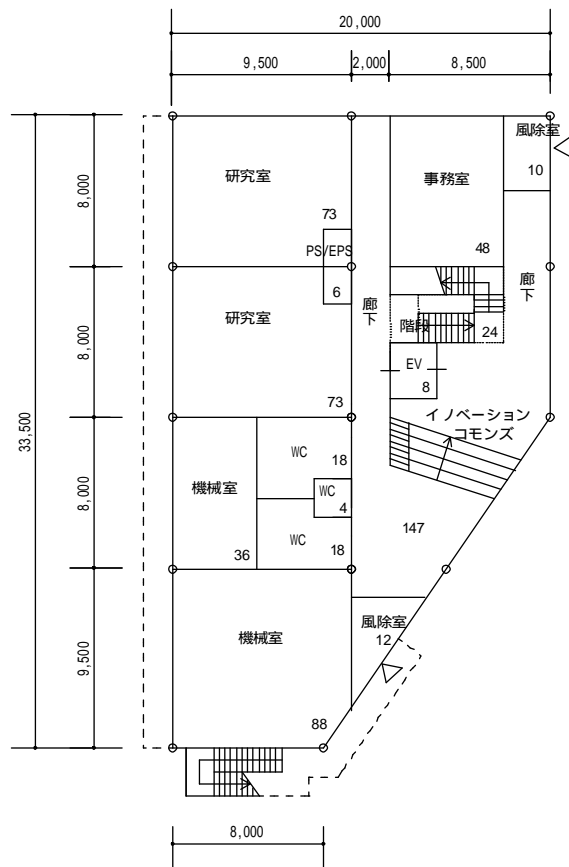 20,000
9,500
2,000
8,500
33,500
8,000
8,000
8,000
9,500
研究室
73
PS/EPS
6
研究室
73
廊下
事務室
48
風除室
10
廊下
階段
24
EV
8
イノベーション
コモンズ
147
機械室
36
WC
18
WC
4
WC
18
機械室
88
風除室
12
8,000